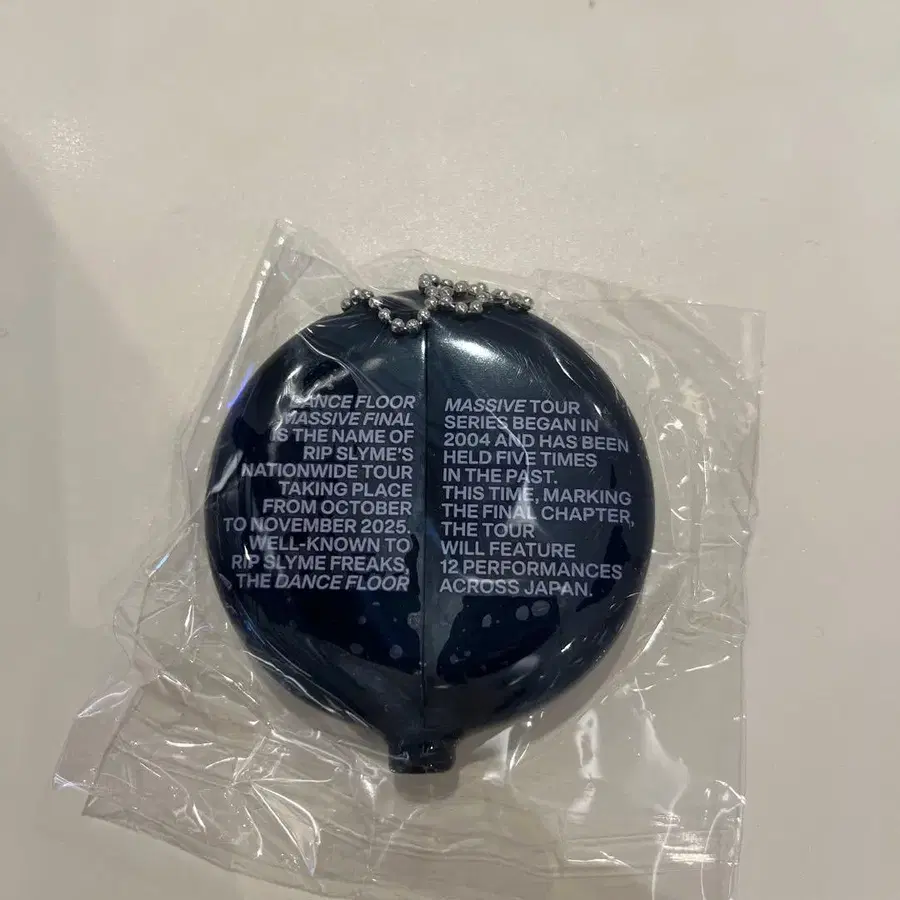 DANCE FLOOR
MASSIVE FINAL
IS THE NAME OF
RIP SLYME'S
NATIONWIDE TOUR
TAKING PLACE
FROM OCTOBER
TO NOVEMBER 2025.
WELL-KNOWN TO
RIP SLYME FREAKS,
THE DANCE FLOOR
MASSIVE TOUR
SERIES BEGAN IN
2004 AND HAS BEEN
HELD FIVE TIMES
IN THE PAST.
THIS TIME, MARKING
THE FINAL CHAPTER,
THE TOUR
WILL FEATURE
12 PERFORMANCES
ACROSS JAPAN.